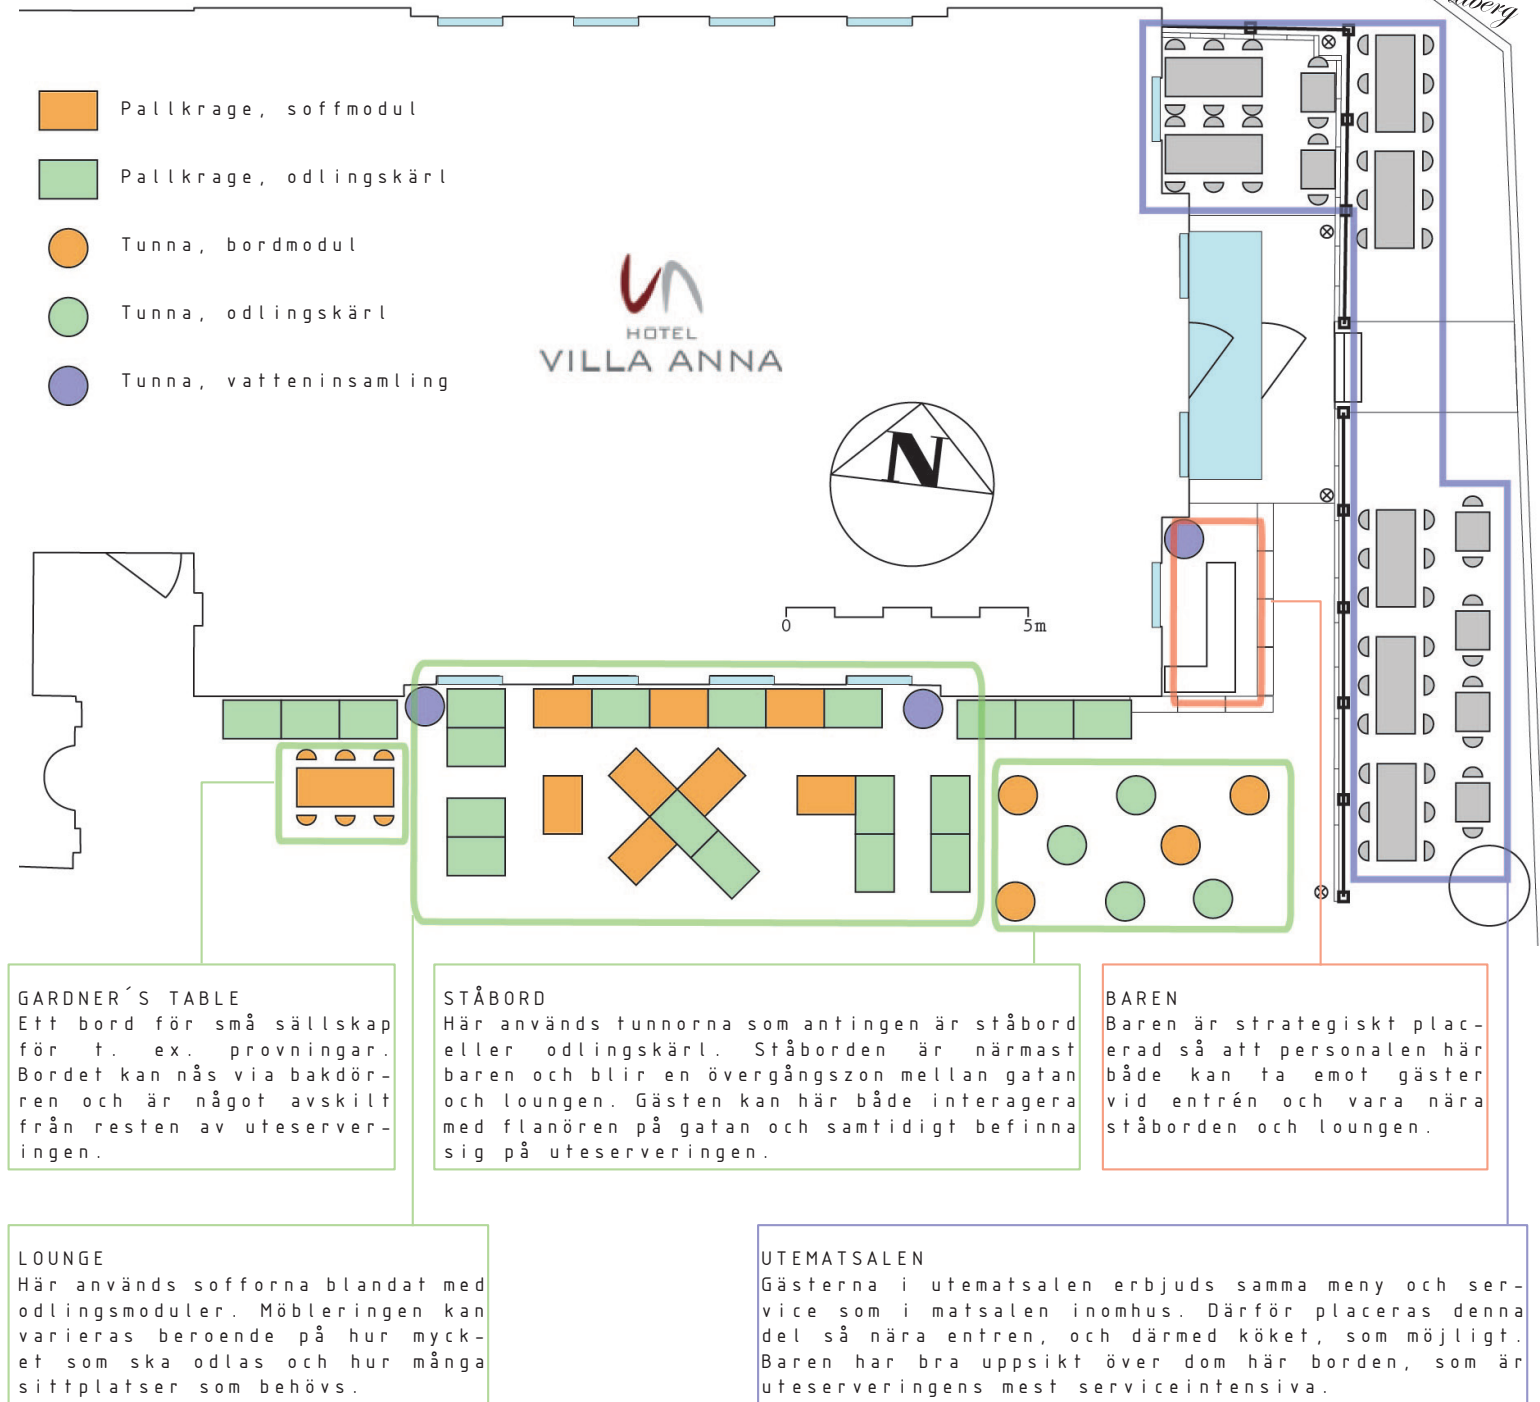 Pallkrage, soffmodul
Pallkrage, odlingskärl
Tunna, bordmodul
Tunna, odlingskärl
Tunna, vatteninsamling
HOTEL
VILLA ANNA
N
0 5m
GARDNER´S TABLE
Ett bord för små sällskap
för t. ex. provningar.
Bordet kan nås via bakdör-
ren och är något avskilt
från resten av uteserver-
ingen.
STÅBORD
Här används tunnorna som antingen är ståbord
eller odlingskärl. Ståborden är närmast
baren och blir en övergångszon mellan gatan
och loungen. Gästen kan här både interagera
med flanören på gatan och samtidigt befinna
sig på uteserveringen.
BAREN
Baren är strategiskt plac-
erad så att personalen här
både kan ta emot gäster
vid entrén och vara nära
ståborden och loungen.
LOUNGE
Här används sofforna blandat med
odlingsmoduler. Möbleringen kan
varieras beroende på hur myck-
et som ska odlas och hur många
sittplatser som behövs.
UTEMATSALEN
Gästerna i utematsalen erbjuds samma meny och ser-
vice som i matsalen inomhus. Därför placeras denna
del så nära entren, och därmed köket, som möjligt.
Baren har bra uppsikt över dom här borden, som är
uteserveringens mest serviceintensiva.